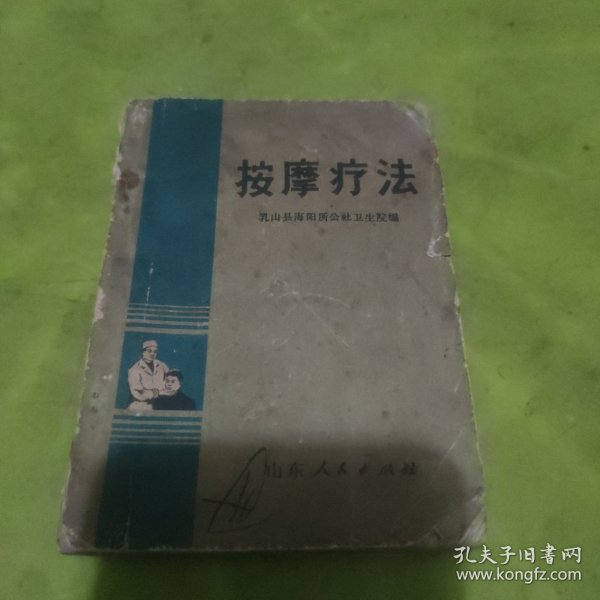 按摩疗法
乳山县海阳所公社卫生院编
山东人民出版社
孔夫子旧书网
www.kongfz.com